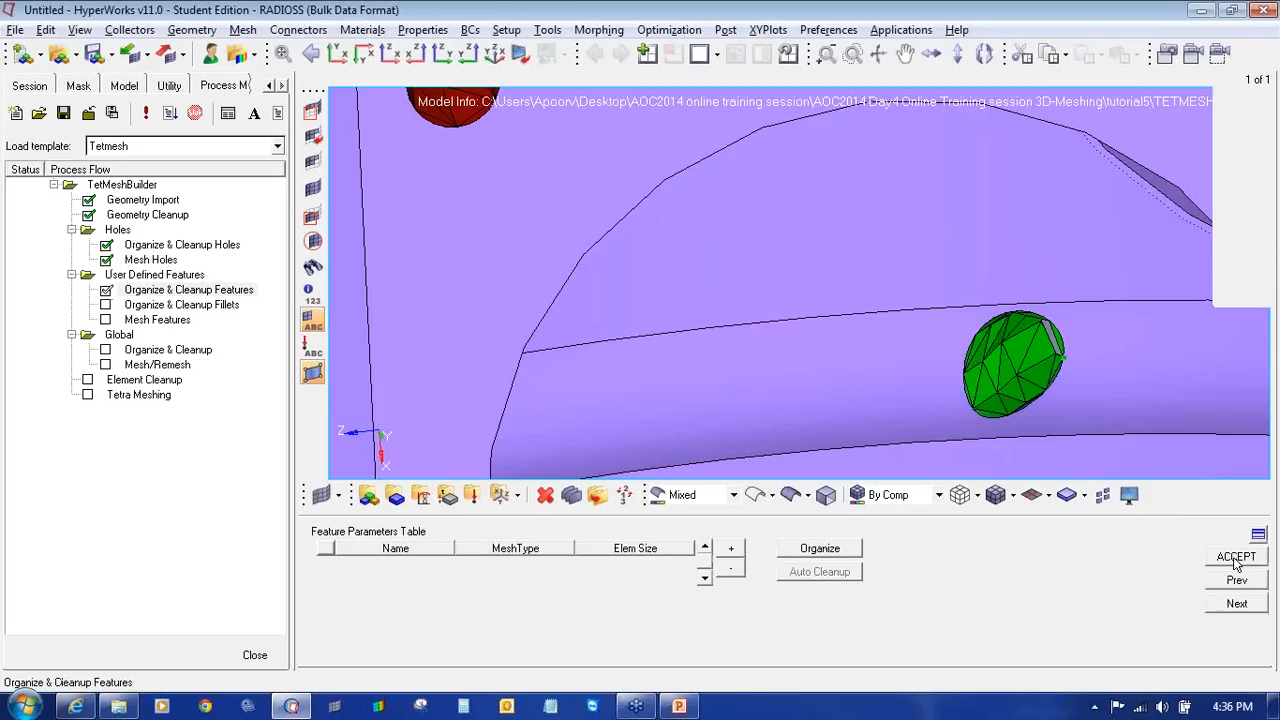 Untitled - HyperWorks v11.0 - Student Edition - RADIOSS (Bulk Data Format)
File Edit View Collectors Geometry Mesh Connectors Materials Properties BCs Setup Tools Morphing Optimization Post XYPlots Preferences Applications Help
Session Mask Model Utility Process M
1 of 1
Model Info: C:\Users\Apoorv\Desktop\AOC2014 online training session\AOC2014 Day4 Online Training session 3D-Meshing\tutorial5\TETMESH
Load template: Tetmesh
Status Process Flow
TetMeshBuilder
Geometry Import
Geometry Cleanup
Holes
Organize & Cleanup Holes
Mesh Holes
User Defined Features
Organize & Cleanup Features
Organize & Cleanup Fillets
Mesh Features
Global
Organize & Cleanup
Mesh/Remesh
Element Cleanup
Tetra Meshing
123
ABC
ABC
Z Y
X
Mixed By Comp
Feature Parameters Table
Name MeshType Elem Size + Organize
- Auto Cleanup
ACCEPT
Prev
Next
Close
Organize & Cleanup Features
4:36 PM